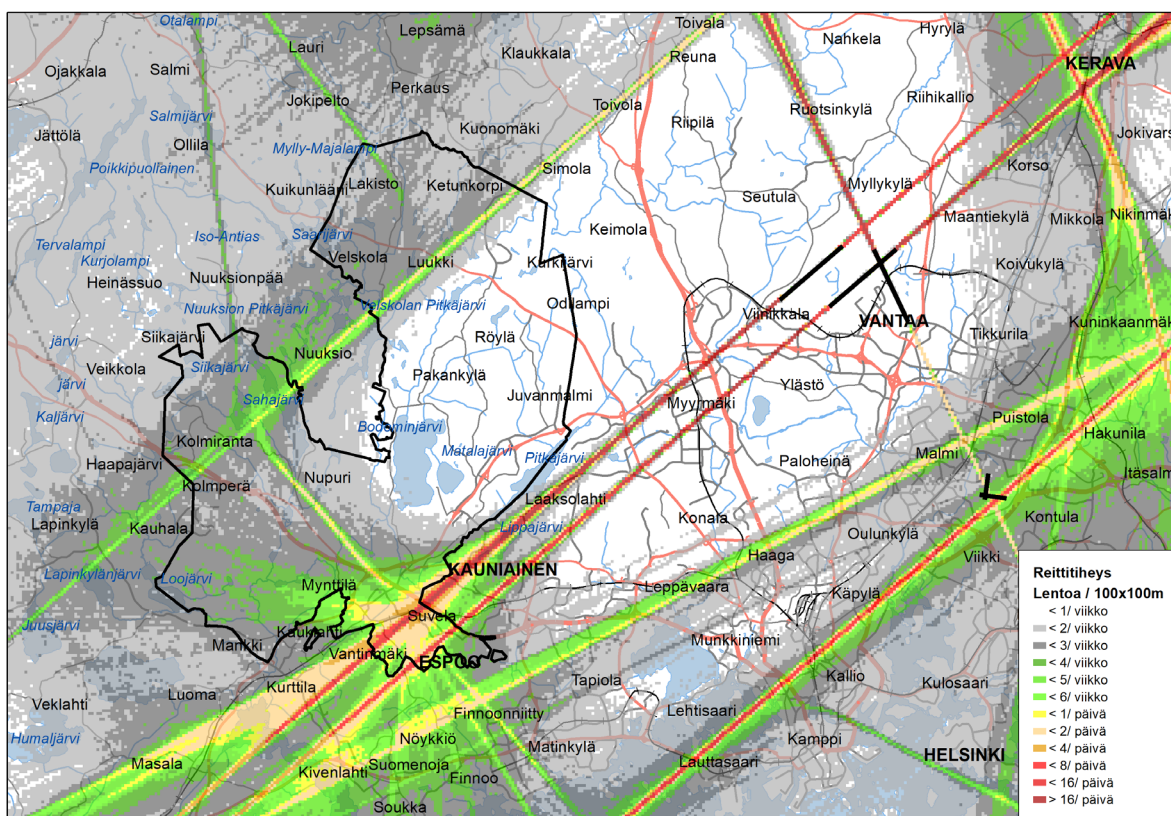 Otalampi
Lauri
Lepsämä
Toivala
Nahkela
Hyrylä
Klaukkala
Reuna
KERAVA
Ojakkala
Salmi
Perkaus
Jokipelto
Toivola
Ruotsinkylä
Riihikallio
Salmijärvi
Jättölä
Ollila
Mylly-Majalampi
Kuonomäki
Riipilä
Jokivars
Poikkipuoliainen
Simola
Korso
Kuikunlääni
Lakisto
Ketunkorpi
Seutula
Myllykylä
Maantiekylä
Mikkola
Nikinmäk
Tervalampi
Iso-Antias
Saarijärvi
Keimola
Kurjolampi
Velskola
Luukki
Kurkijärvi
Koivukylä
Heinässuo
Nuuksionpää
Nuuksion Pitkäjärvi
Velskolan Pitkäjärvi
Odilampi
Viinikkala
VANTAA
Kuninkaanmäk
Siikajärvi
Röylä
Tikkurila
järvi
Nuuksio
Veikkola
Siikajärvi
Pakankylä
Ylästö
järvi
Sahajärvi
Juvanmalmi
Myyrmäki
Kaljärvi
Bodominjärvi
Puistola
Kolmiranta
Hakunila
Haapajärvi
Matalajärvi
Pitkäjärvi
Paloheinä
Malmi
Itäsalm
Nupuri
Kolmperä
Tampaja
Laaksolahti
Lapinkylä
Kauhala
Konala
Kontula
Lippajärvi
Oulunkylä
Haaga
Viikki
Lapinkylänjärvi
Loojärvi
KAUNIAINEN
Mynttilä
Leppävaara
Käpylä
Juusjärvi
Suvela
Kauklahti
Mankki
Munkkiniemi
Vantinmäki
ESPOO
Kallio
Kulosaari
Luoma
Kurttila
Tapiola
Veklahti
Finnoonniitty
Lehtisaari
Humaljärvi
Nöykkiö
Matinkylä
Kamppi
HELSINKI
Masala
Suomenoja
Lauttasaari
Kivenlahti
Finnoo
Soukka
Reittitiheys
Lentoa / 100x100m
< 1/ viikko
< 2/ viikko
< 3/ viikko
< 4/ viikko
< 5/ viikko
< 6/ viikko
< 1/ päivä
< 2/ päivä
< 4/ päivä
< 8/ päivä
< 16/ päivä
> 16/ päivä